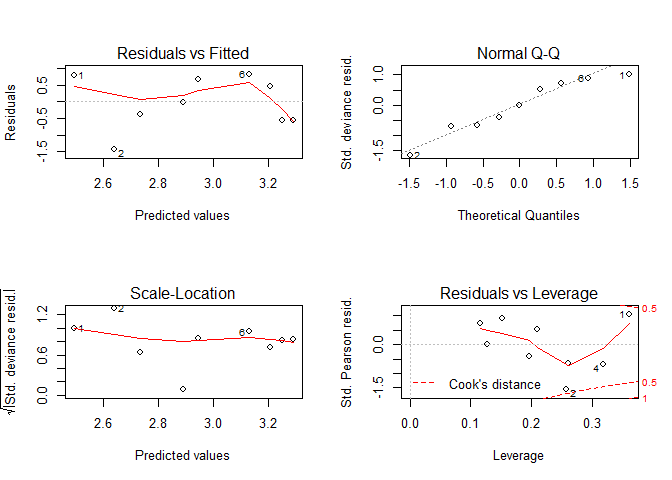 Residuals vs Fitted
Residuals
0.5
-0.5
-1.5
1
2
6
2.6 2.8 3.0 3.2
Predicted values
Normal Q-Q
Std. deviance resid.
1.0
0.0
-1.5
2
6
1
-1.5 -1.0 -0.5 0.0 0.5 1.0 1.5
Theoretical Quantiles
Scale-Location
√|Std. deviance resid.|
1.2
0.6
0.0
1
2
6
2.6 2.8 3.0 3.2
Predicted values
Residuals vs Leverage
Std. Pearson resid.
0.0
-1.5
1
4
2
0.5
0.5
1
Cook's distance
0.0 0.1 0.2 0.3
Leverage